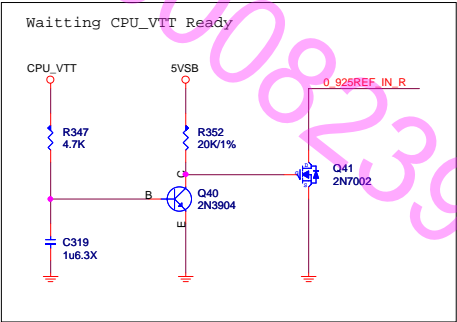 Waitting CPU_VTT Ready
CPU_VTT
5VSB
0_925REF_IN_R
R347
4.7K
R352
20K/1%
Q41
2N7002
C
B
Q40
2N3904
E
C319
1u6.3X
008239